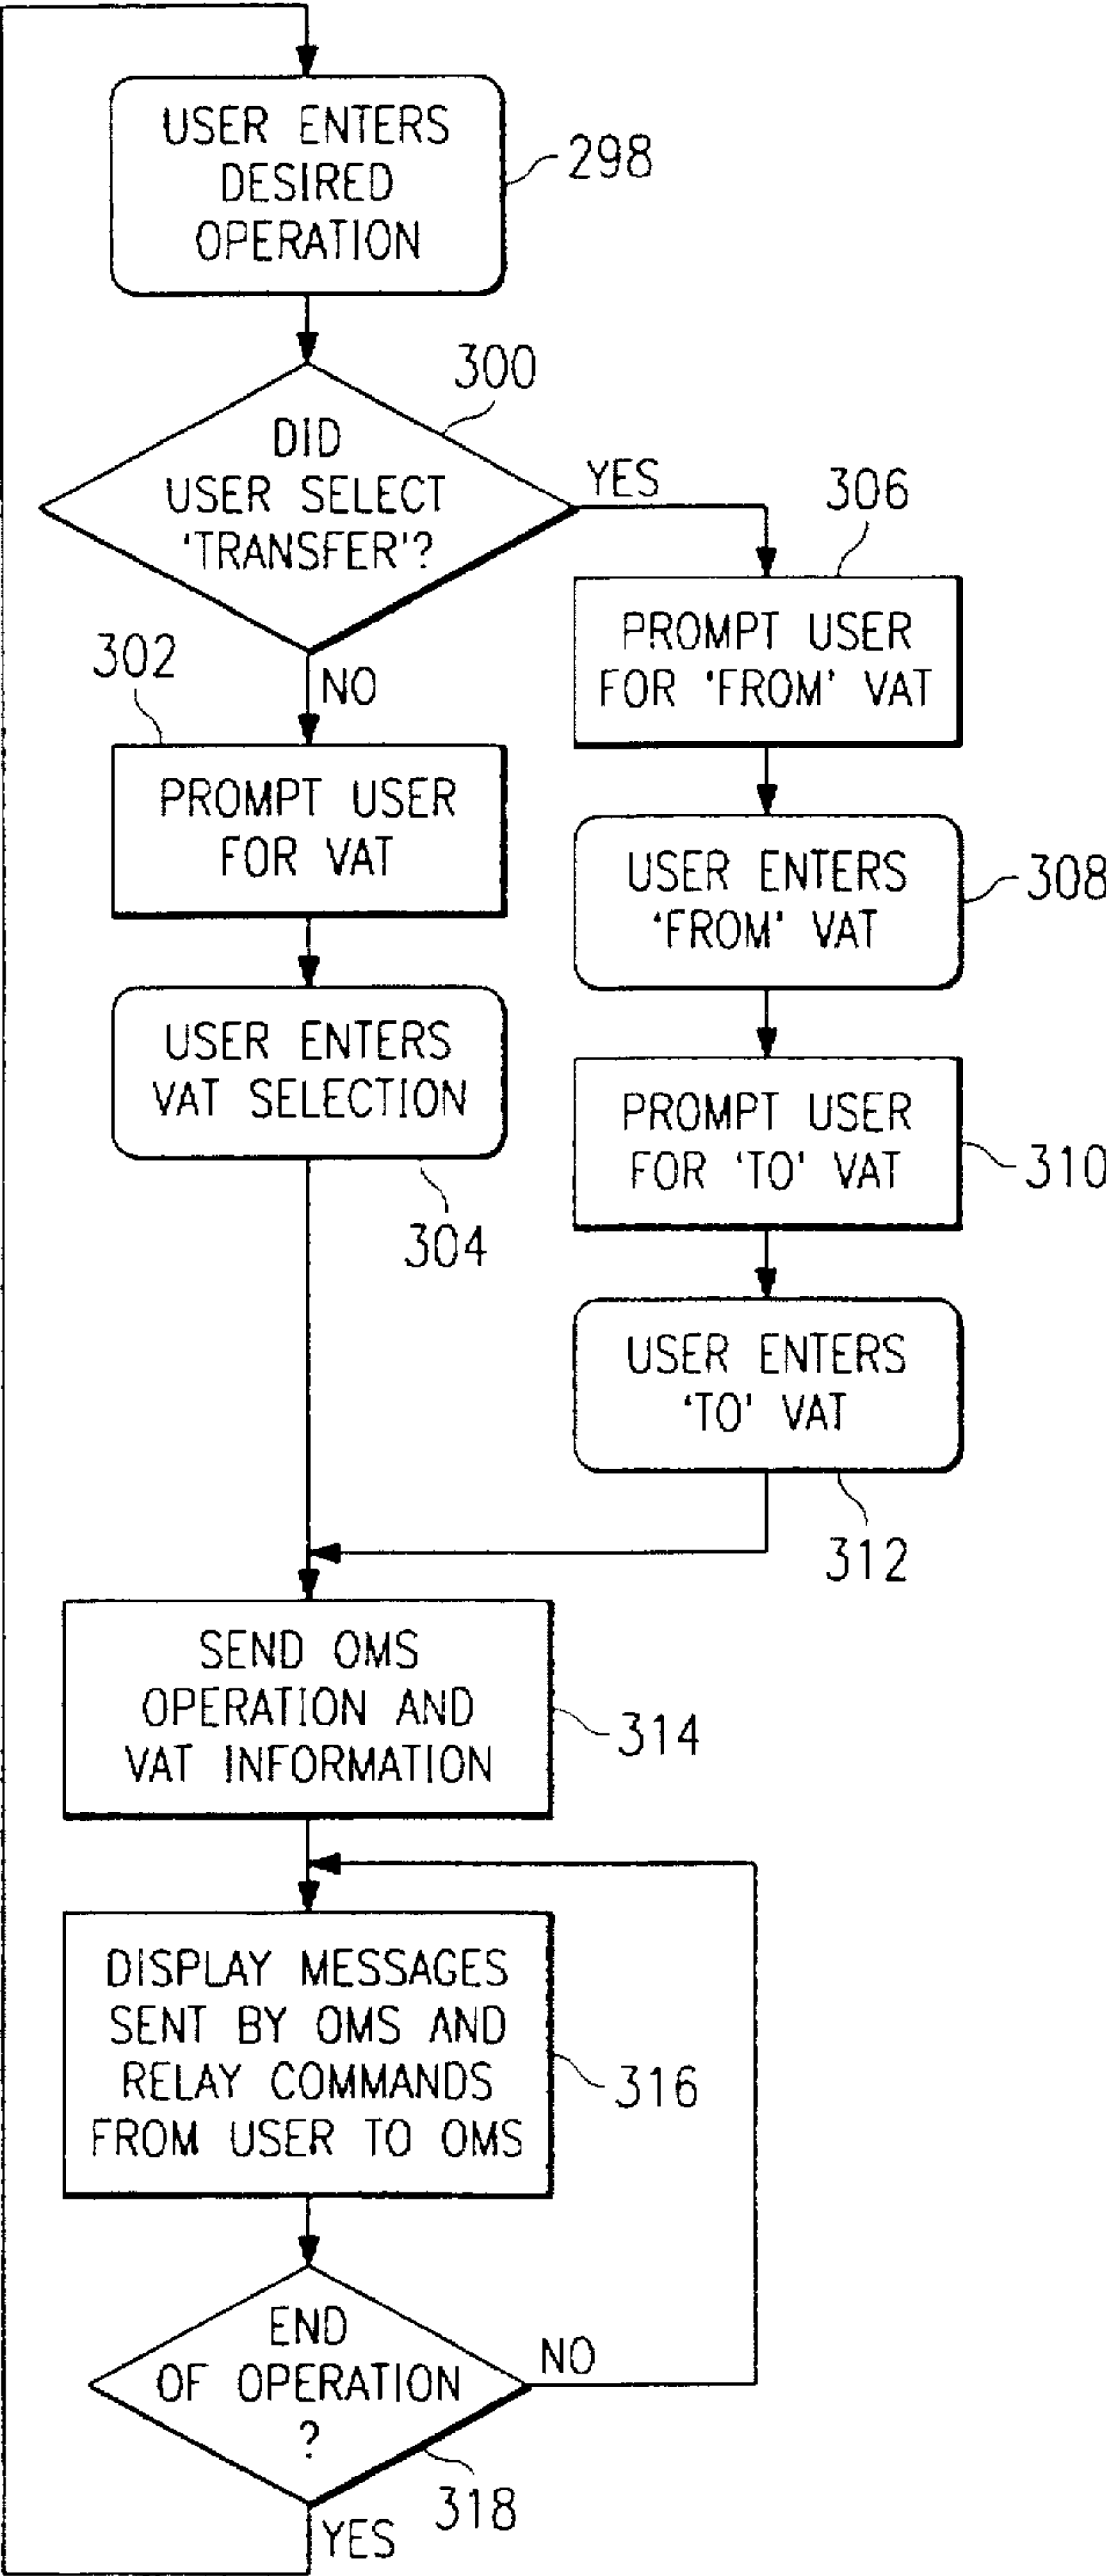 USER ENTERS
DESIRED
OPERATION
298
300
DID
USER SELECT
'TRANSFER'?
YES
306
PROMPT USER
FOR 'FROM' VAT
302
NO
PROMPT USER
FOR VAT
USER ENTERS
'FROM' VAT
308
USER ENTERS
VAT SELECTION
304
PROMPT USER
FOR 'TO' VAT
310
USER ENTERS
'TO' VAT
312
SEND OMS
OPERATION AND
VAT INFORMATION
314
DISPLAY MESSAGES
SENT BY OMS AND
RELAY COMMANDS
FROM USER TO OMS
316
END
OF OPERATION
?
NO
318
YES